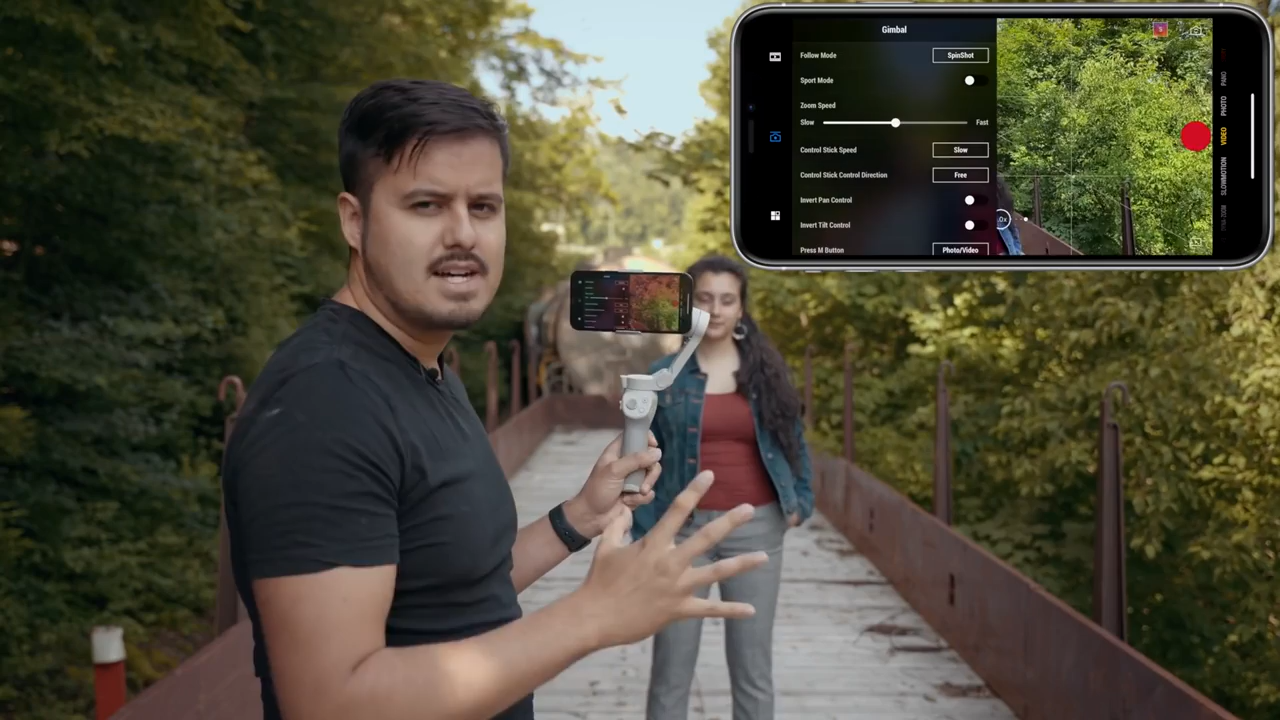 Gimbal
Follow Mode SpinShot
Sport Mode
Zoom Speed
Slow Fast
Control Stick Speed Slow
Control Stick Control Direction Free
Invert Pan Control
Invert Tilt Control
Press M Button Photo/Video
PANO
PHOTO
VIDEO
SLOWMOTION